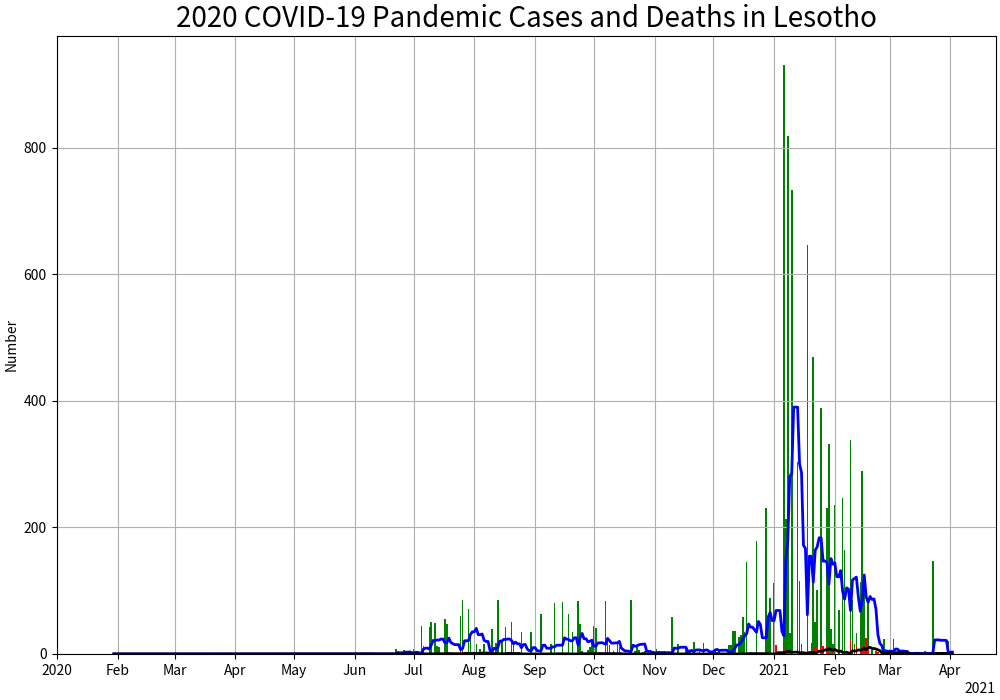 2020 COVID-19 Pandemic Cases and Deaths in Lesotho
Number
800
600
400
200
0
2020 Feb Mar Apr May Jun Jul Aug Sep Oct Nov Dec 2021 Feb Mar Apr
2021